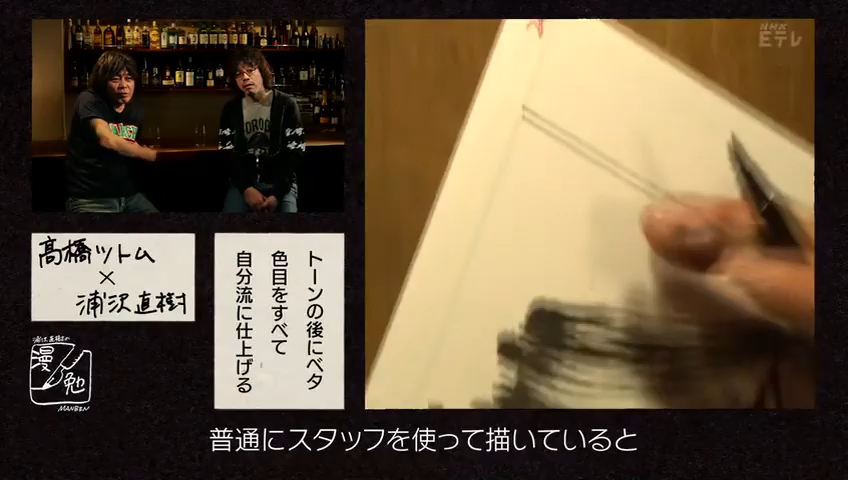 NHK
Eテレ
髙橋ツトム
×
浦沢直樹
浦沢直樹の
漫勉
MANBEN
トーンの後にベタ
色目をすべて
自分流に仕上げる
普通にスタッフを使って描いていると